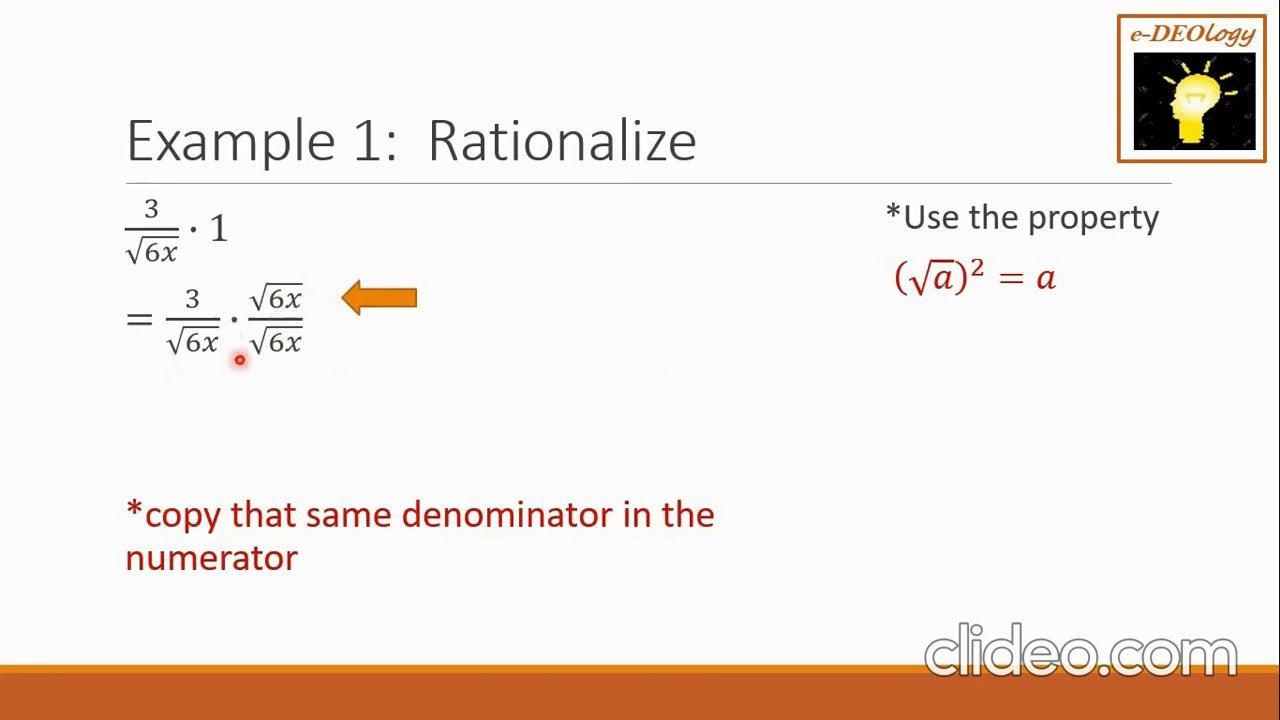 e-DEOlogy
Example 1: Rationalize
3/√6x · 1
= 3/√6x · √6x/√6x
*Use the property
(√a)² = a
*copy that same denominator in the
numerator
clideo.com